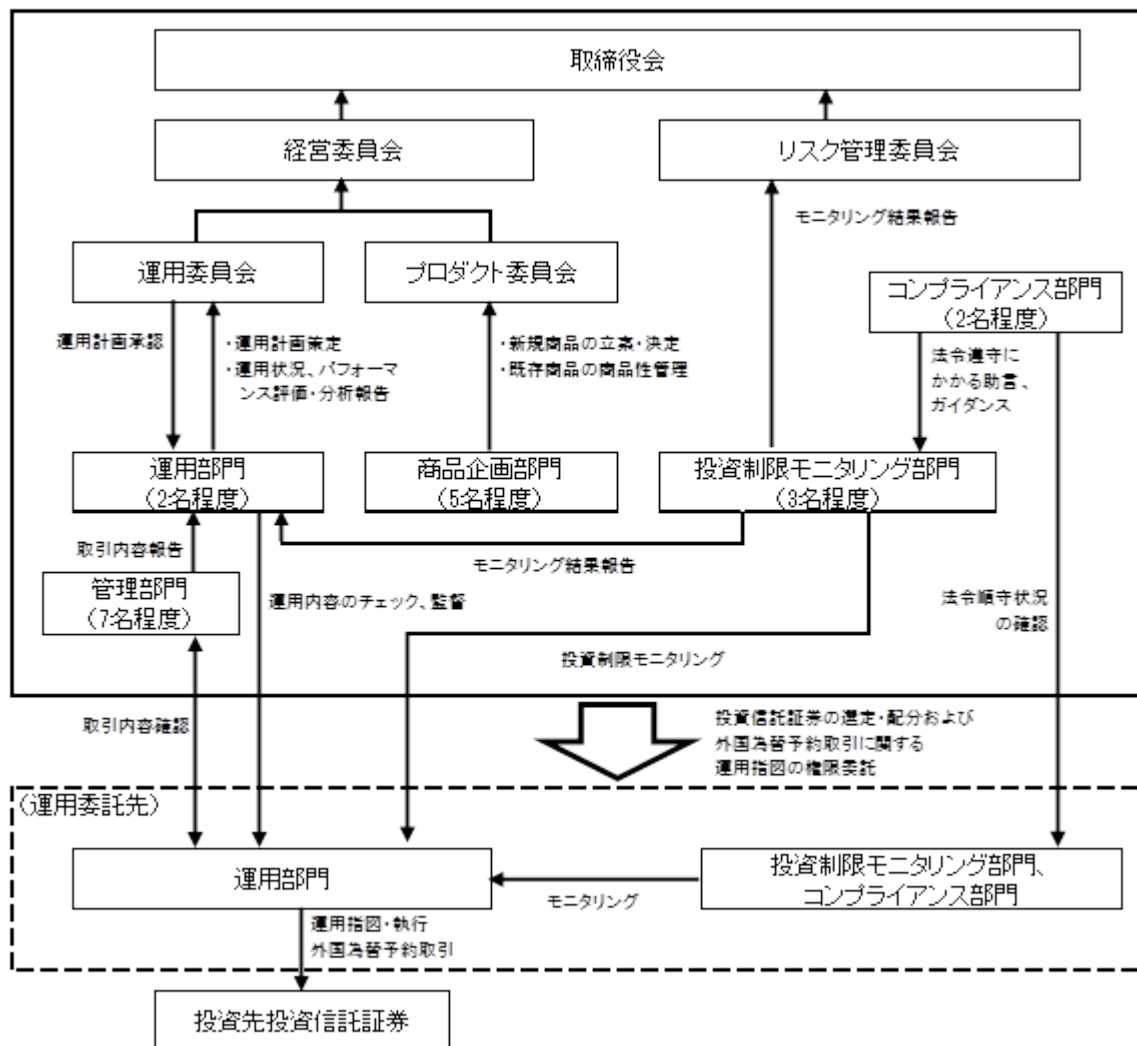 取締役会
経営委員会
リスク管理委員会
モニタリング結果報告
運用委員会
プロダクト委員会
コンプライアンス部門
（2名程度）
運用計画承認
・運用計画策定
・運用状況、パフォーマ
ンス評価・分析報告
・新規商品の立案・決定
・既存商品の商品性管理
法令遵守に
かかる助言、
ガイダンス
運用部門
（2名程度）
商品企画部門
（5名程度）
投資制限モニタリング部門
（3名程度）
取引内容報告
モニタリング結果報告
管理部門
（7名程度）
運用内容のチェック、監督
法令順守状況
の確認
投資制限モニタリング
取引内容確認
投資信託証券の選定・配分および
外国為替予約取引に関する
運用指図の権限委託
（運用委託先）
運用部門
モニタリング
投資制限モニタリング部門、
コンプライアンス部門
運用指図・執行
外国為替予約取引
投資先投資信託証券